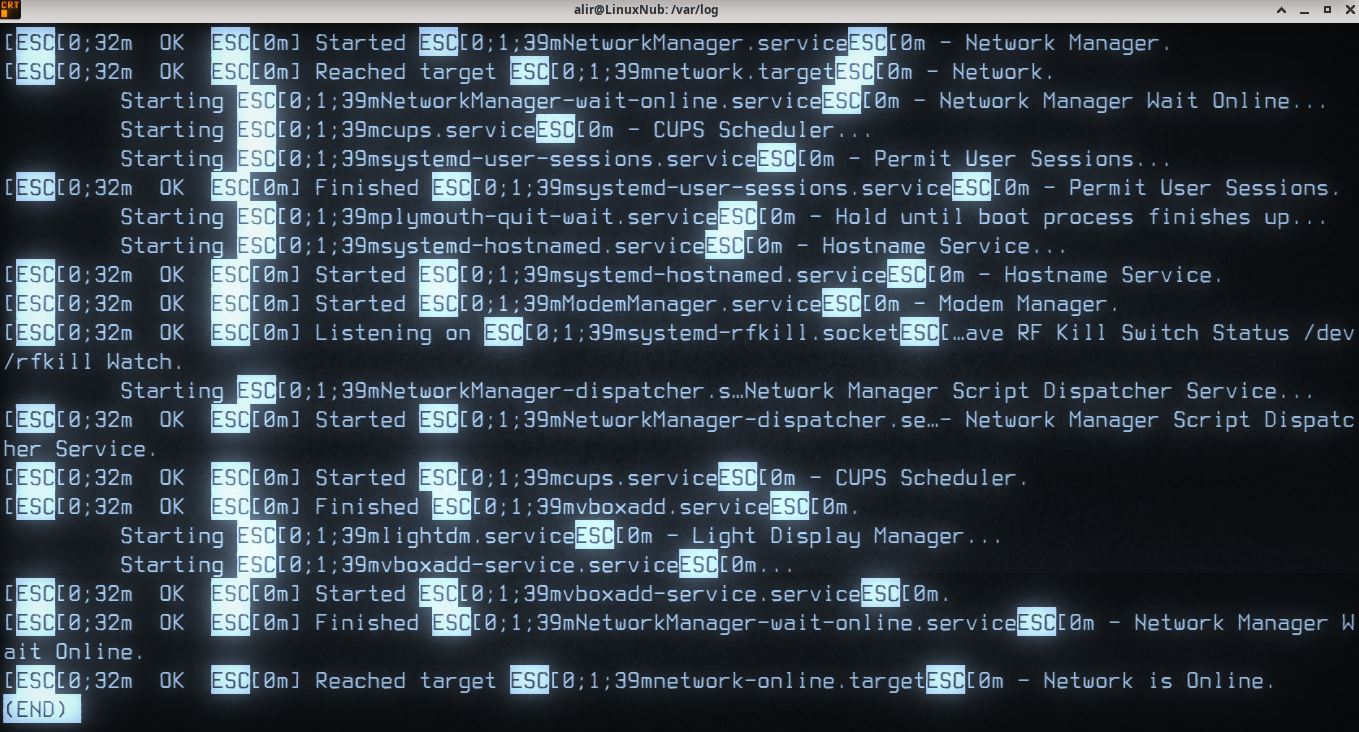 CRT
alir@LinuxNub: /var/log
[ESC[0;32m  OK  ESC[0m] Started ESC[0;1;39mNetworkManager.serviceESC[0m - Network Manager.
[ESC[0;32m  OK  ESC[0m] Reached target ESC[0;1;39mnetwork.targetESC[0m - Network.
         Starting ESC[0;1;39mNetworkManager-wait-online.serviceESC[0m - Network Manager Wait Online...
         Starting ESC[0;1;39mcups.serviceESC[0m - CUPS Scheduler...
         Starting ESC[0;1;39msystemd-user-sessions.serviceESC[0m - Permit User Sessions...
[ESC[0;32m  OK  ESC[0m] Finished ESC[0;1;39msystemd-user-sessions.serviceESC[0m - Permit User Sessions.
         Starting ESC[0;1;39mplymouth-quit-wait.serviceESC[0m - Hold until boot process finishes up...
         Starting ESC[0;1;39msystemd-hostnamed.serviceESC[0m - Hostname Service...
[ESC[0;32m  OK  ESC[0m] Started ESC[0;1;39msystemd-hostnamed.serviceESC[0m - Hostname Service.
[ESC[0;32m  OK  ESC[0m] Started ESC[0;1;39mModemManager.serviceESC[0m - Modem Manager.
[ESC[0;32m  OK  ESC[0m] Listening on ESC[0;1;39msystemd-rfkill.socketESC[…ave RF Kill Switch Status /dev
/rfkill Watch.
         Starting ESC[0;1;39mNetworkManager-dispatcher.s…Network Manager Script Dispatcher Service...
[ESC[0;32m  OK  ESC[0m] Started ESC[0;1;39mNetworkManager-dispatcher.se…- Network Manager Script Dispatc
her Service.
[ESC[0;32m  OK  ESC[0m] Started ESC[0;1;39mcups.serviceESC[0m - CUPS Scheduler.
[ESC[0;32m  OK  ESC[0m] Finished ESC[0;1;39mvboxadd.serviceESC[0m.
         Starting ESC[0;1;39mlightdm.serviceESC[0m - Light Display Manager...
         Starting ESC[0;1;39mvboxadd-service.serviceESC[0m...
[ESC[0;32m  OK  ESC[0m] Started ESC[0;1;39mvboxadd-service.serviceESC[0m.
[ESC[0;32m  OK  ESC[0m] Finished ESC[0;1;39mNetworkManager-wait-online.serviceESC[0m - Network Manager W
ait Online.
[ESC[0;32m  OK  ESC[0m] Reached target ESC[0;1;39mnetwork-online.targetESC[0m - Network is Online.
(END)